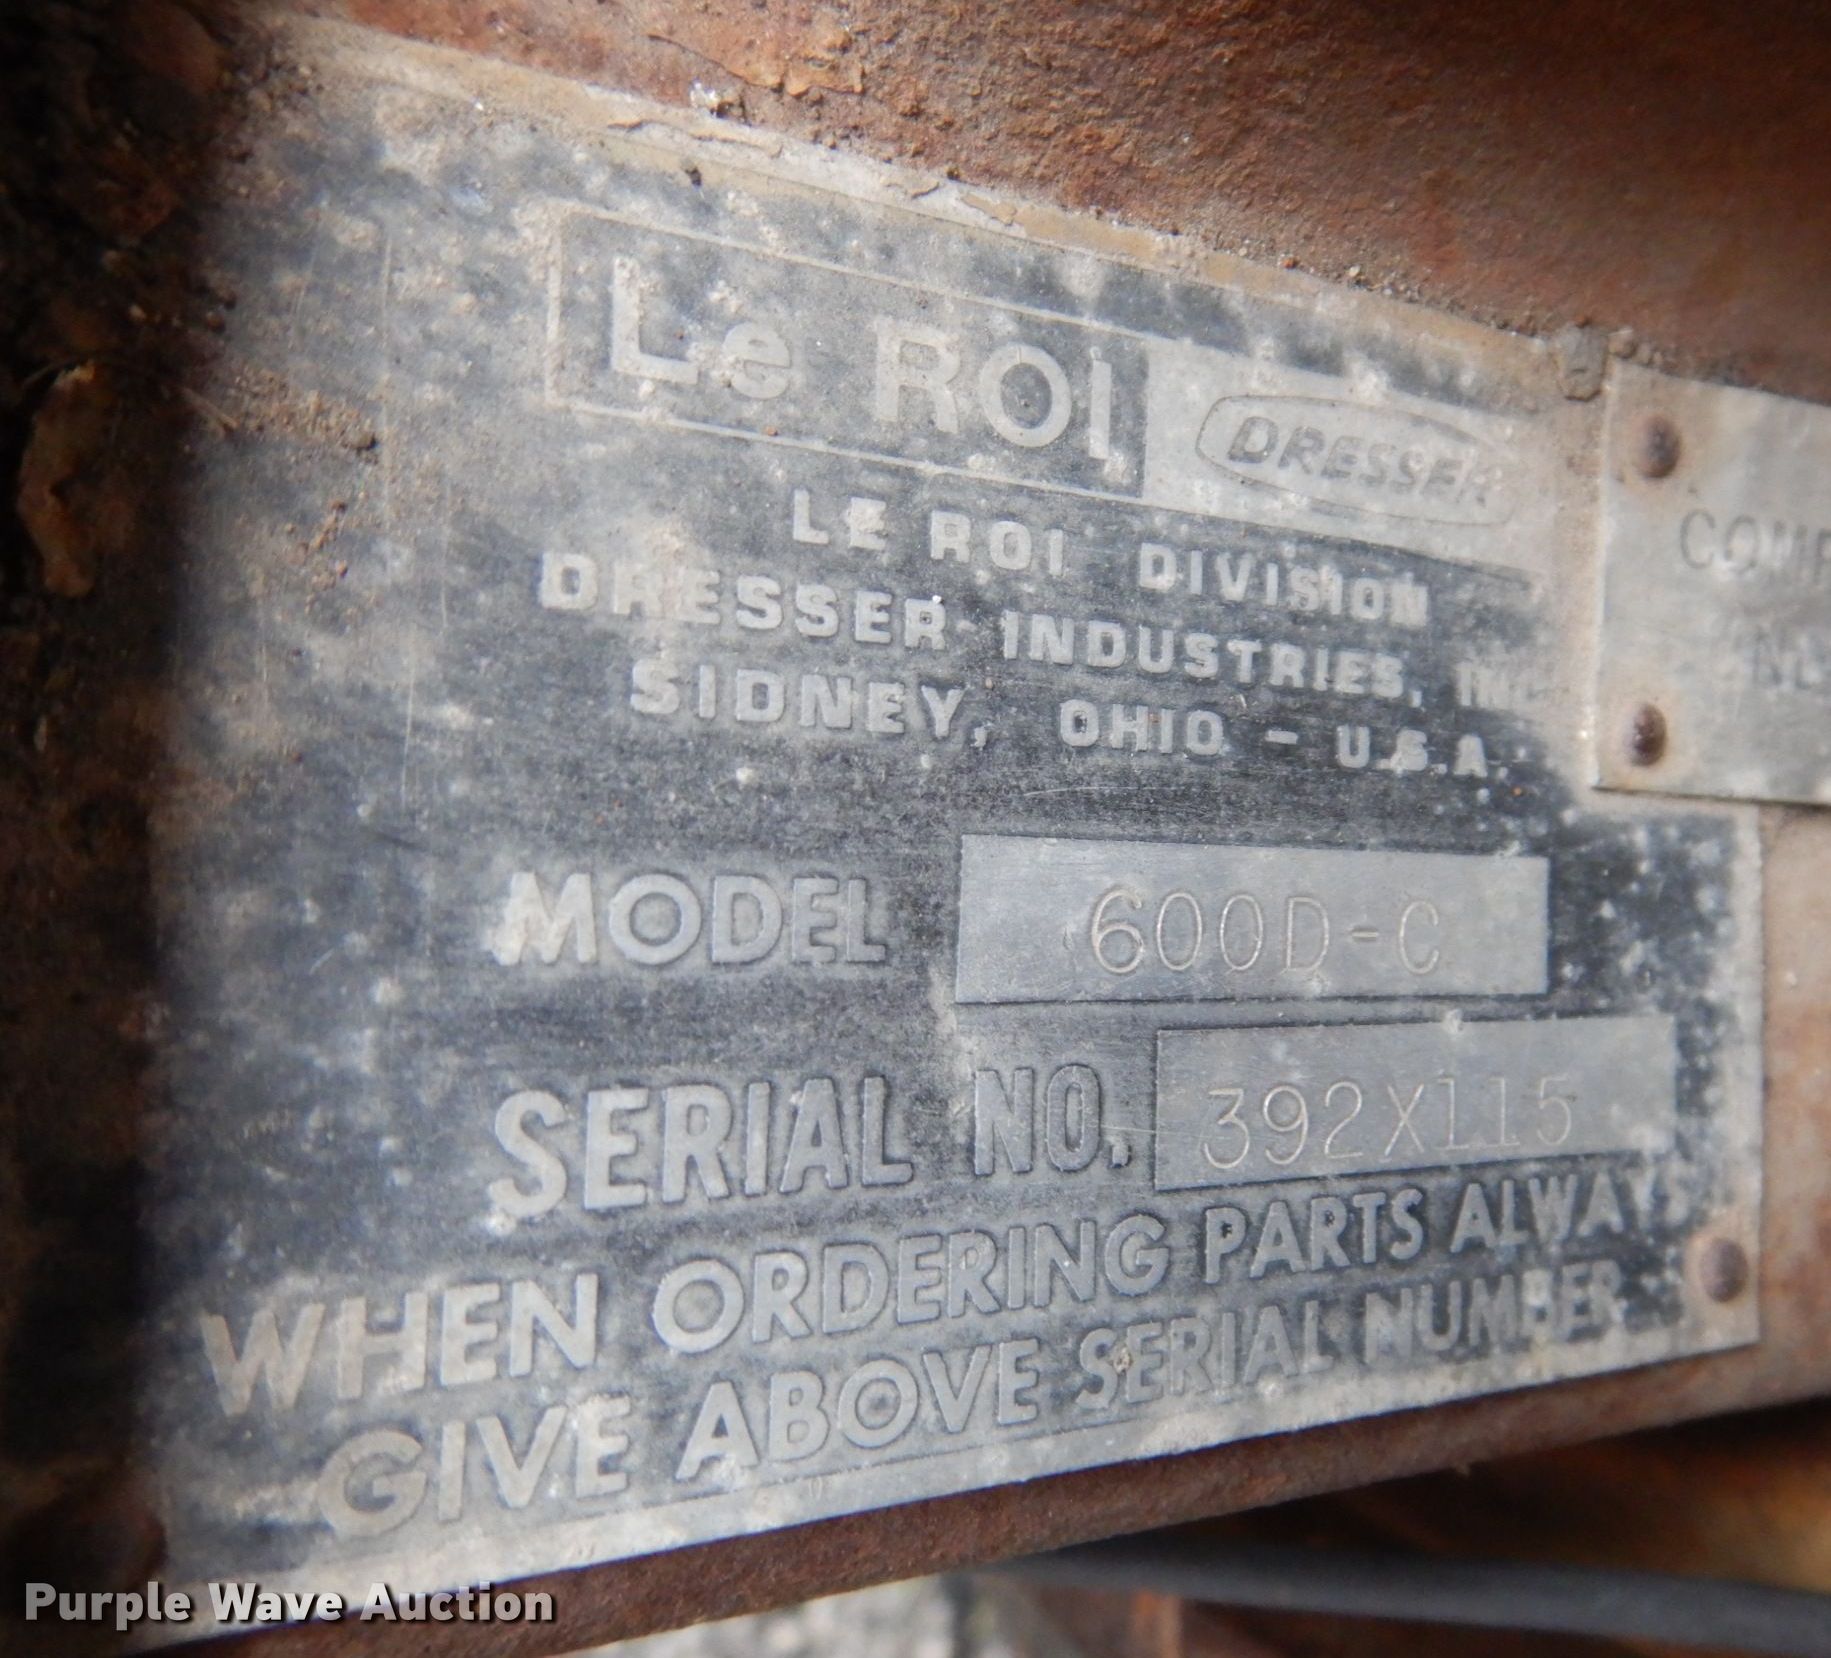 Le ROI DRESSER
LE ROI DIVISION
DRESSER INDUSTRIES, INC.
SIDNEY, OHIO - U.S.A.
MODEL 600D-C
SERIAL NO. 392X115
WHEN ORDERING PARTS ALWAYS
GIVE ABOVE SERIAL NUMBER
Purple Wave Auction